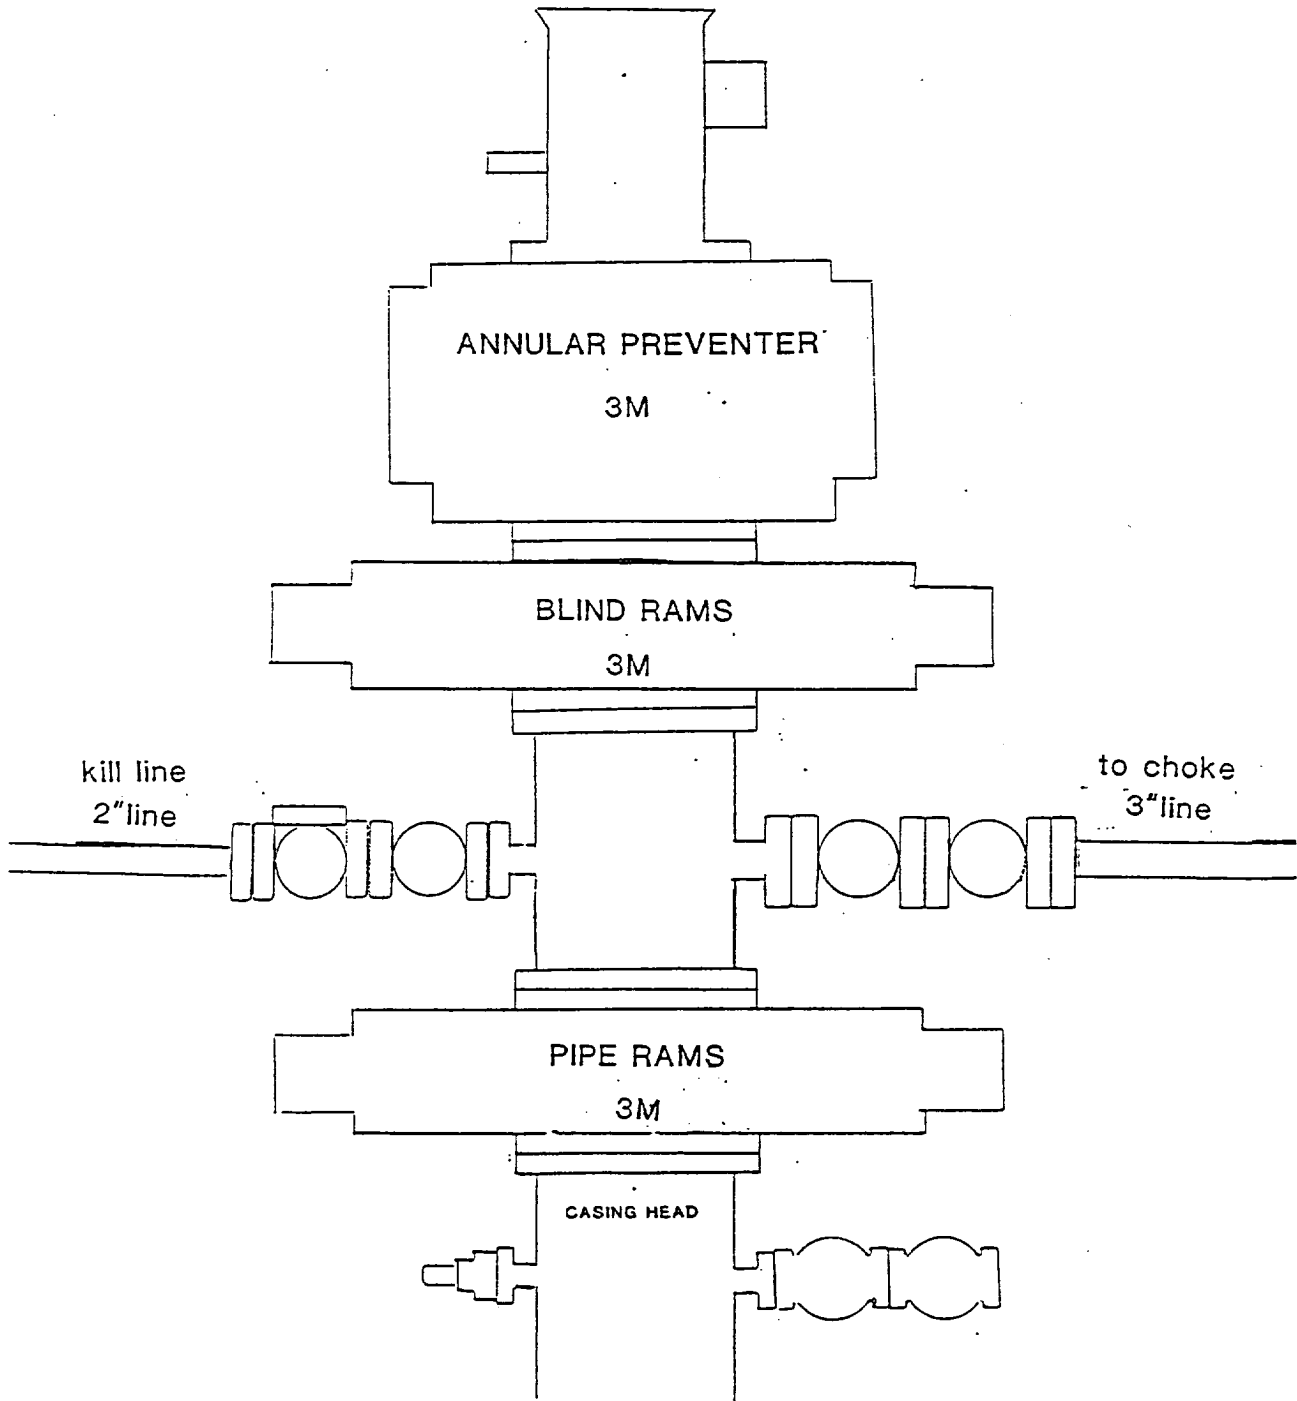 ANNULAR PREVENTER
3M
BLIND RAMS
3M
kill line
2"line
to choke
3"line
PIPE RAMS
3M
CASING HEAD